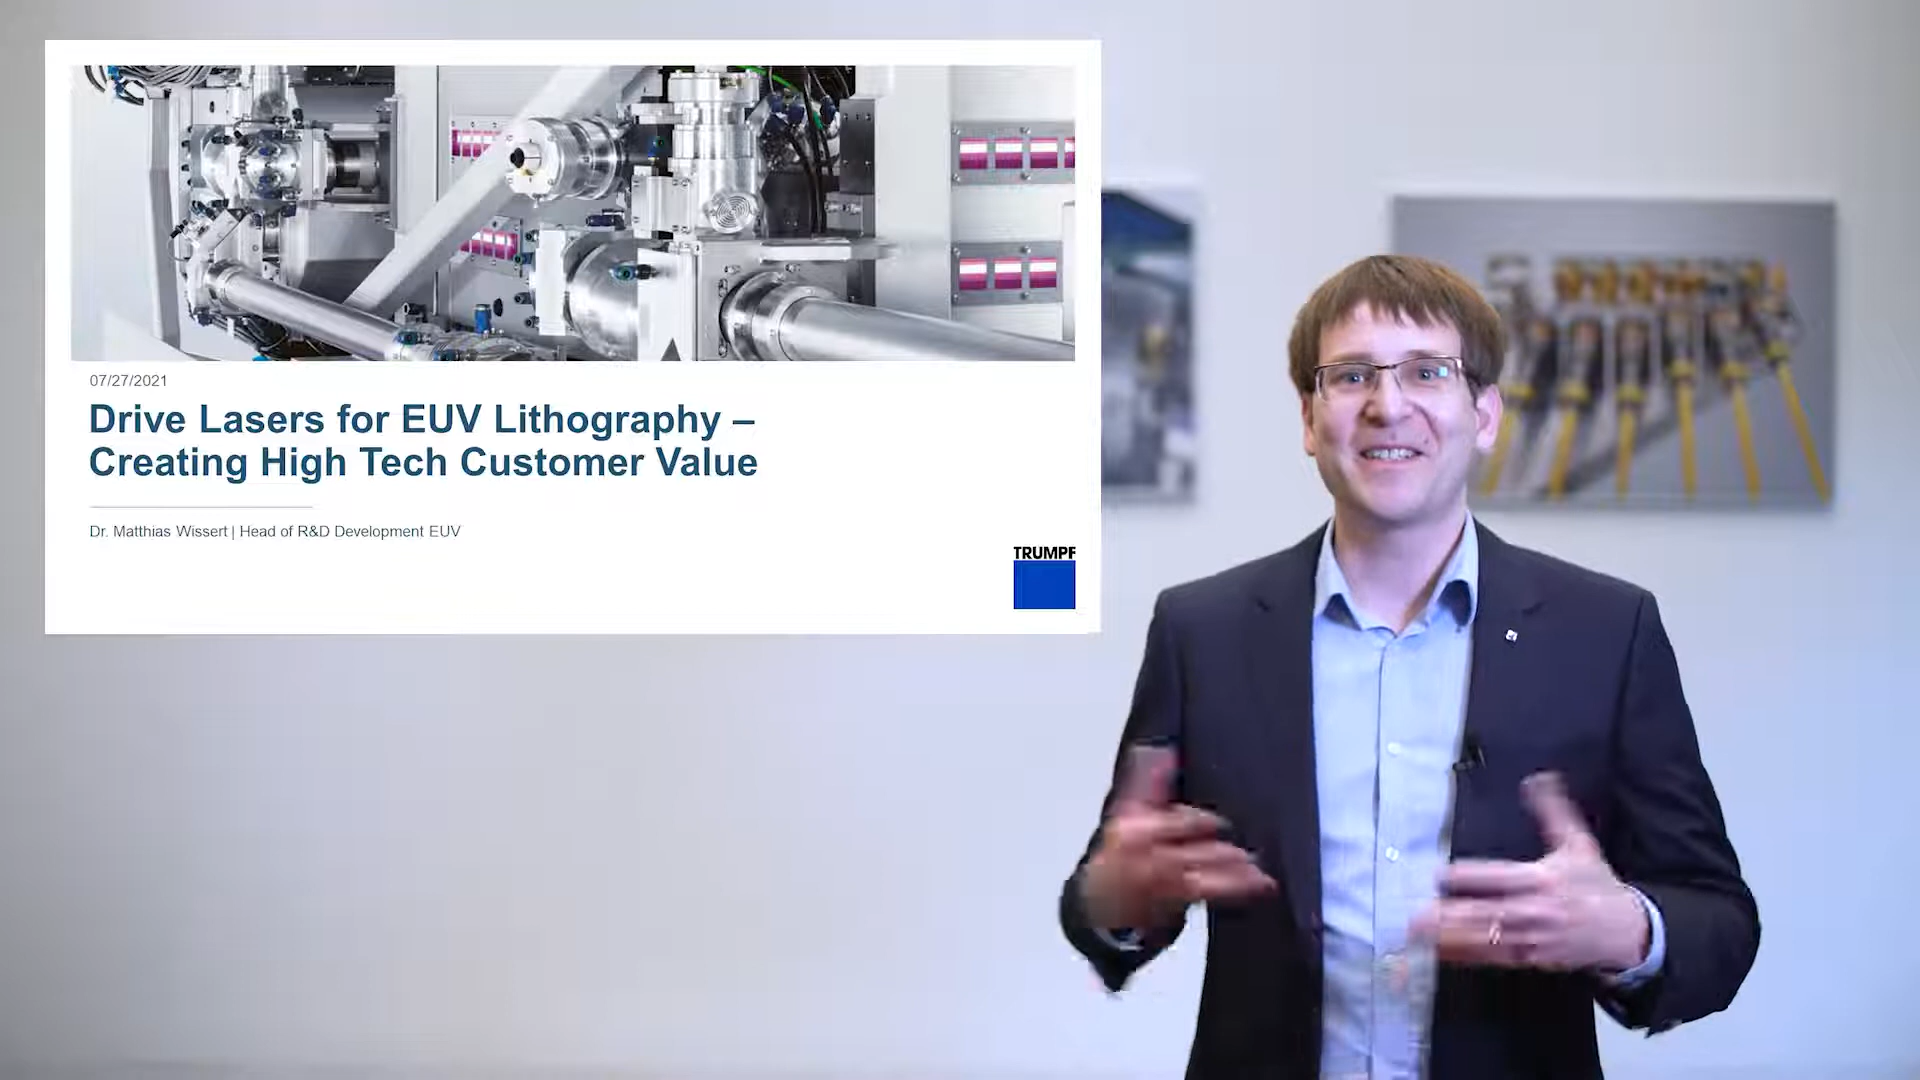 07/27/2021
Drive Lasers for EUV Lithography –
Creating High Tech Customer Value
Dr. Matthias Wissert | Head of R&D Development EUV
TRUMPF